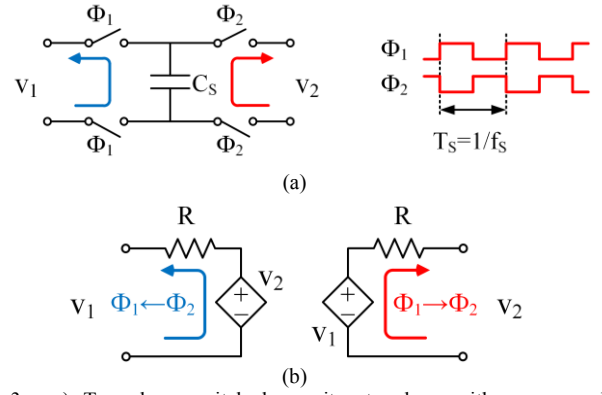 Φ₁ Φ₂
v₁ Cₛ v₂
Φ₁ Φ₂
Φ₁
Φ₂
Tₛ=1/fₛ
(a)
R R
v₁ Φ₁←Φ₂ v₂
v₁ Φ₁→Φ₂ v₂
(b)